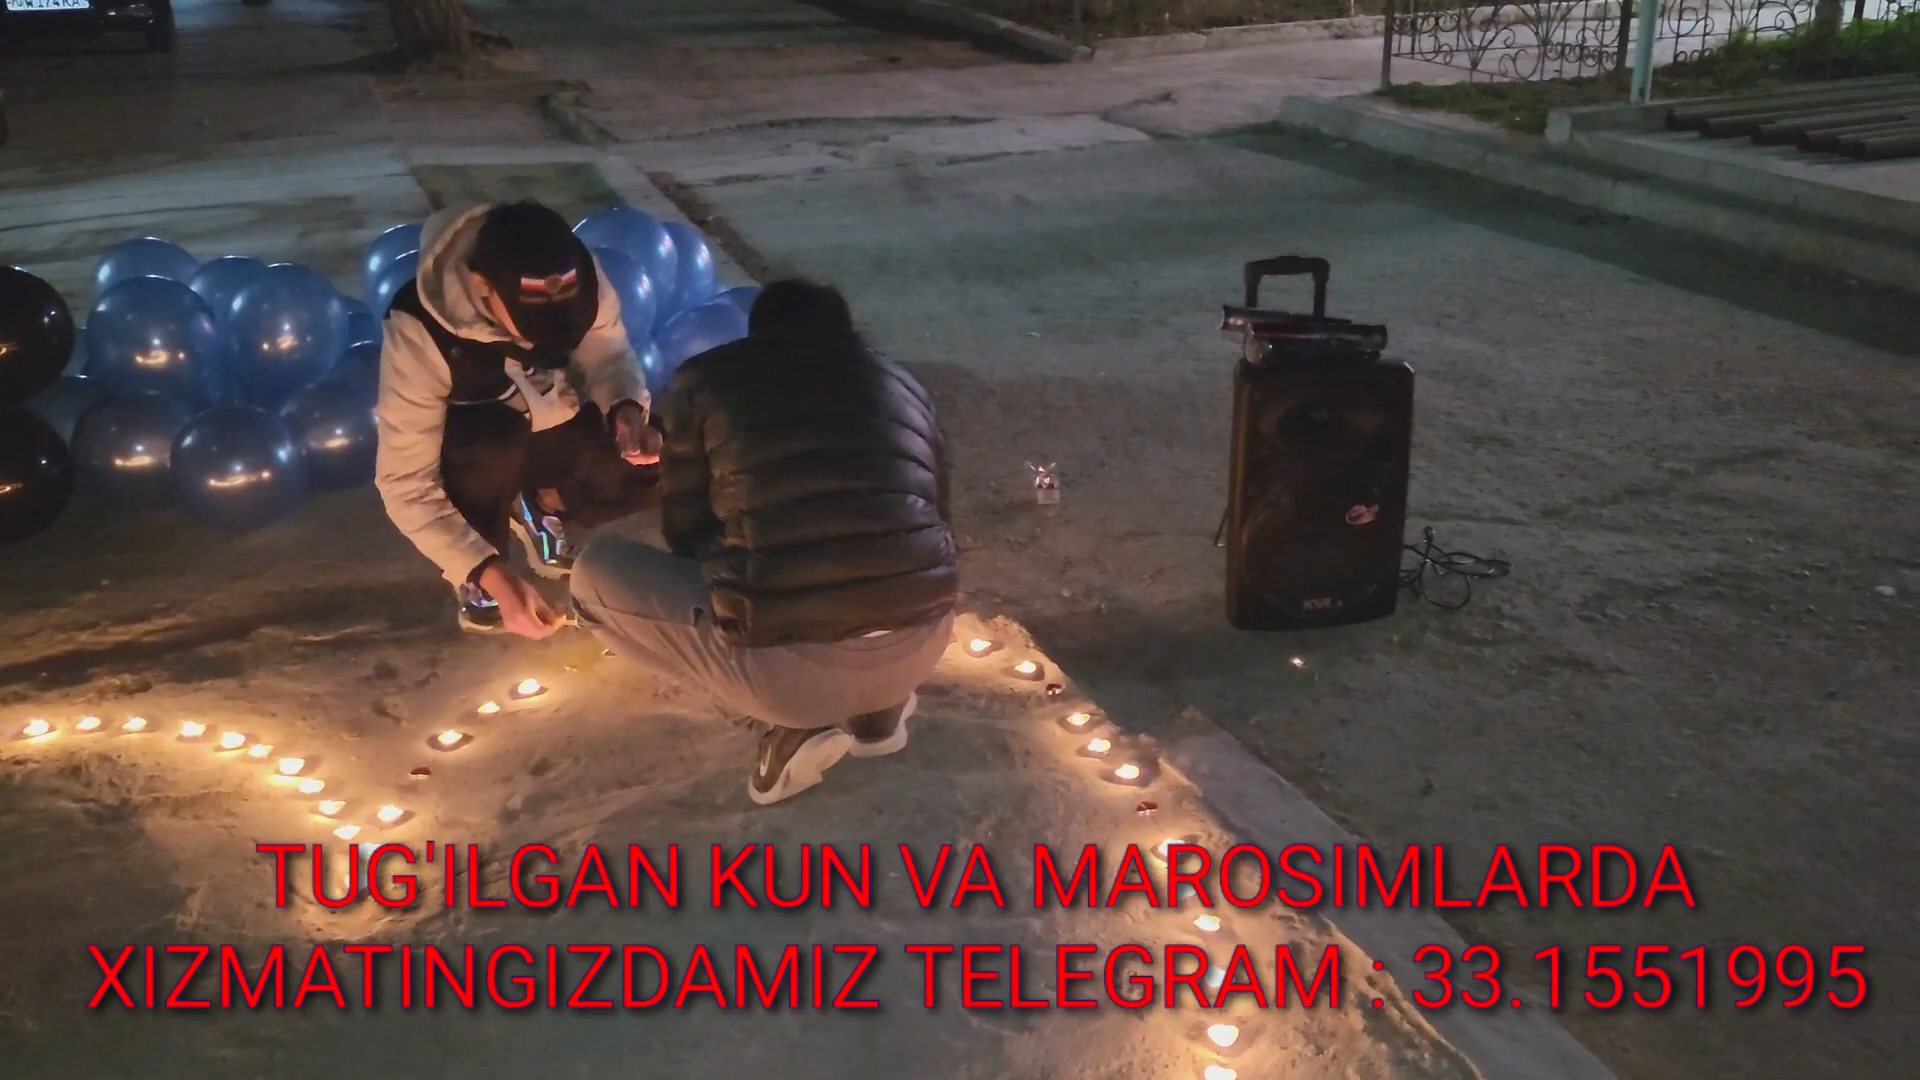 TUG'ILGAN KUN VA MAROSIMLARDA
XIZMATINGIZDAMIZ TELEGRAM : 33.1551995